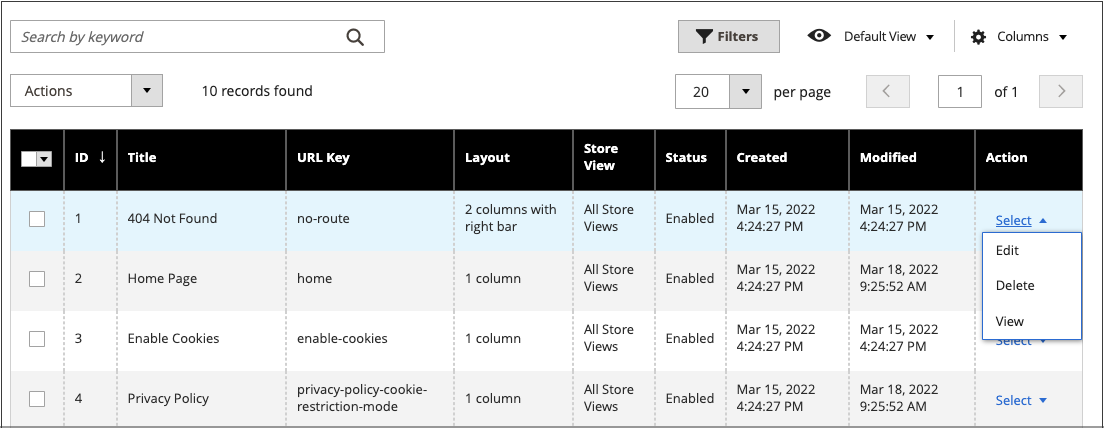 Search by keyword
Filters
Default View
Columns
Actions
10 records found
20
per page
1
of 1
ID ↓ Title URL Key Layout Store View Status Created Modified Action
1 404 Not Found no-route 2 columns with right bar All Store Views Enabled Mar 15, 2022 4:24:27 PM Mar 15, 2022 4:24:27 PM Select
Edit
Delete
View
2 Home Page home 1 column All Store Views Enabled Mar 15, 2022 4:24:27 PM Mar 18, 2022 9:25:52 AM
3 Enable Cookies enable-cookies 1 column All Store Views Enabled Mar 15, 2022 4:24:27 PM Mar 15, 2022 4:24:27 PM Select
4 Privacy Policy privacy-policy-cookie-restriction-mode 1 column All Store Views Enabled Mar 15, 2022 4:24:27 PM Mar 18, 2022 9:25:52 AM Select